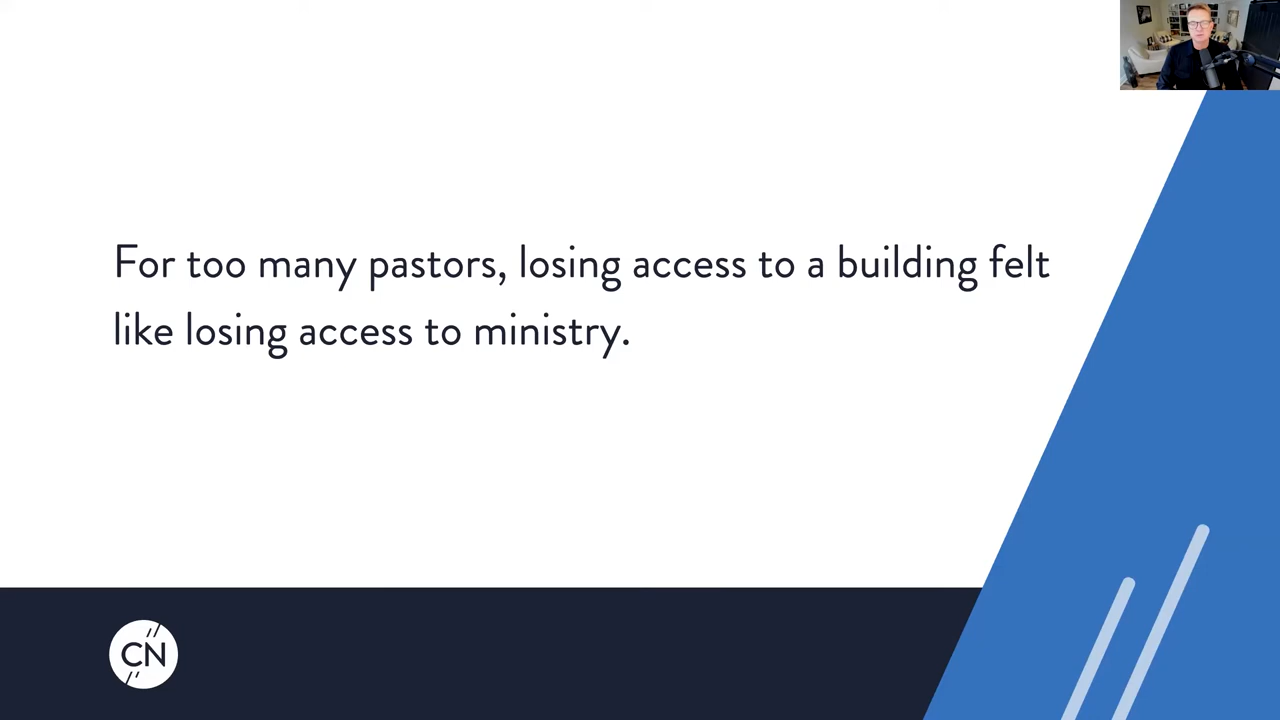 For too many pastors, losing access to a building felt
like losing access to ministry.
CN